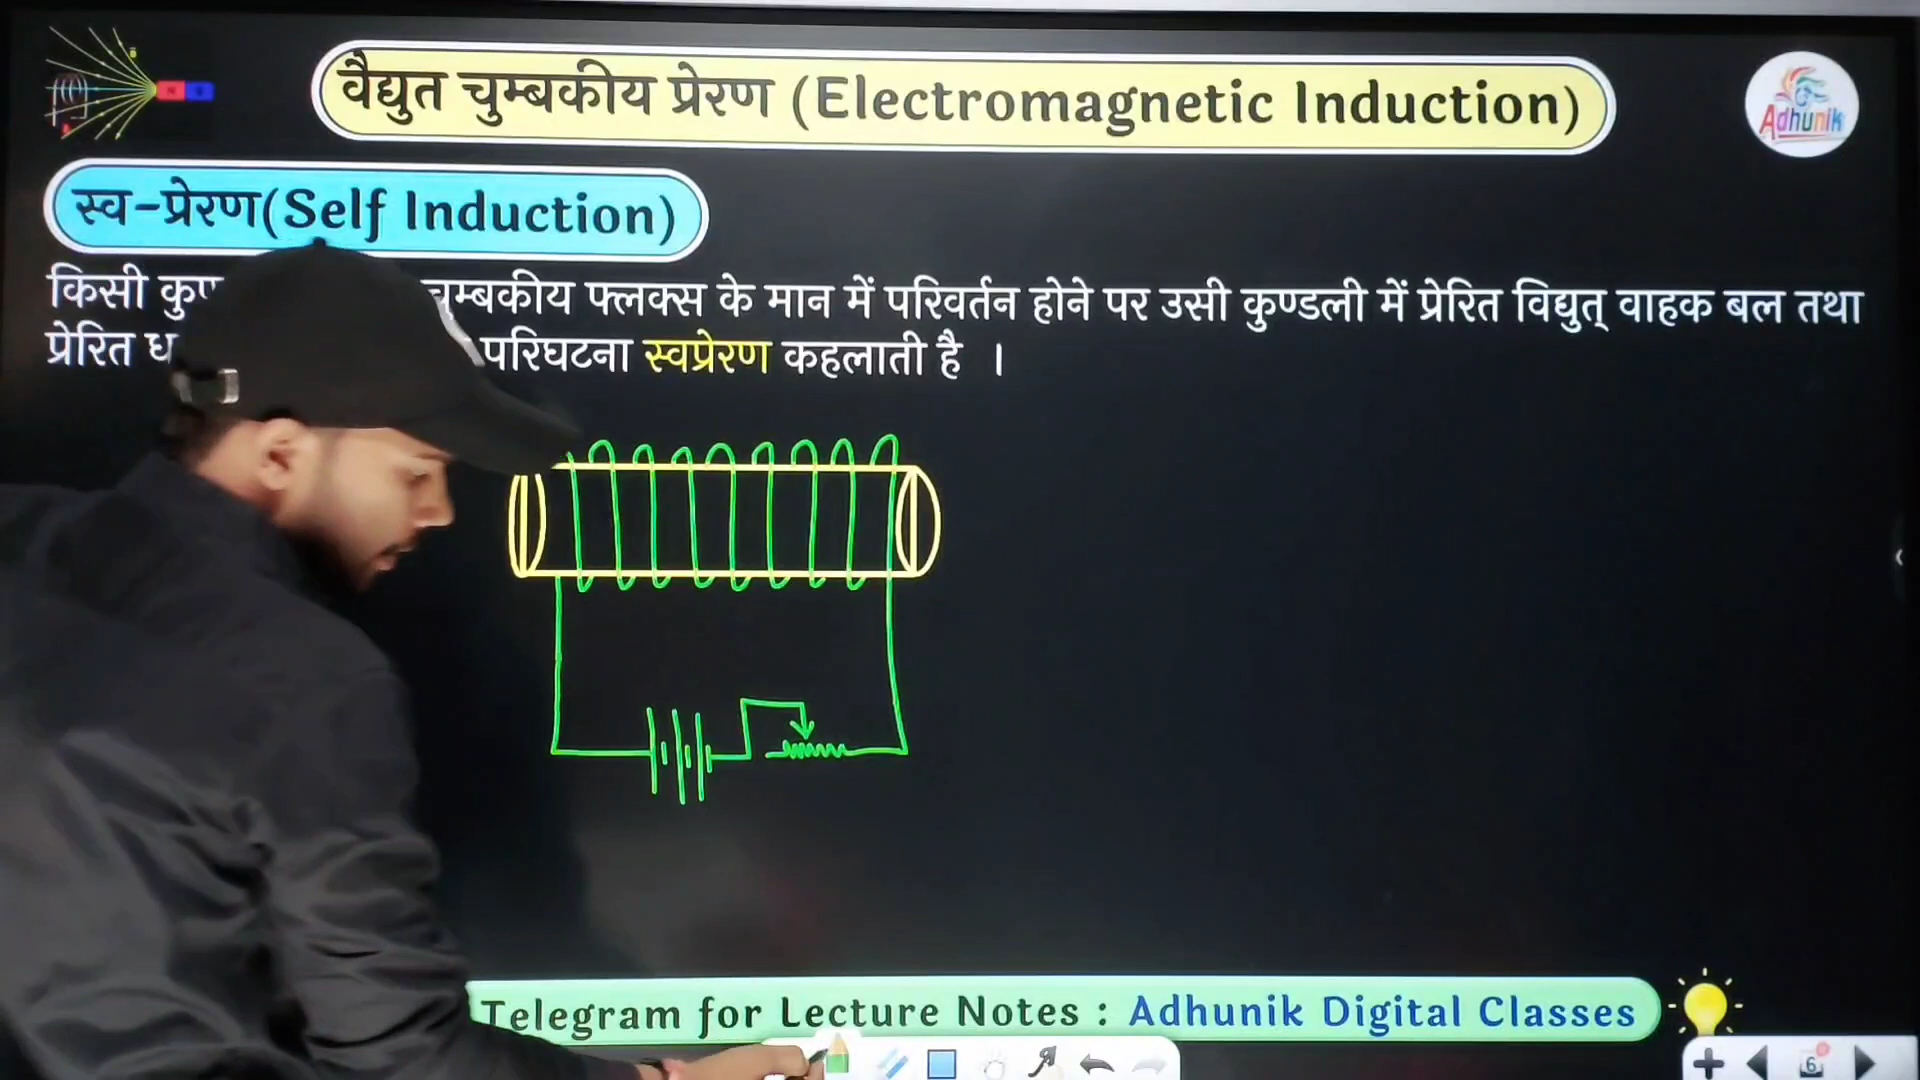 वैद्युत चुम्बकीय प्रेरण (Electromagnetic Induction)
Adhunik
स्व-प्रेरण(Self Induction)
किसी चुम्बकीय फ्लक्स के मान में परिवर्तन होने पर उसी कुण्डली में प्रेरित विद्युत् वाहक बल तथा
प्रेरित परिघटना स्वप्रेरण कहलाती है ।
Telegram for Lecture Notes : Adhunik Digital Classes
6